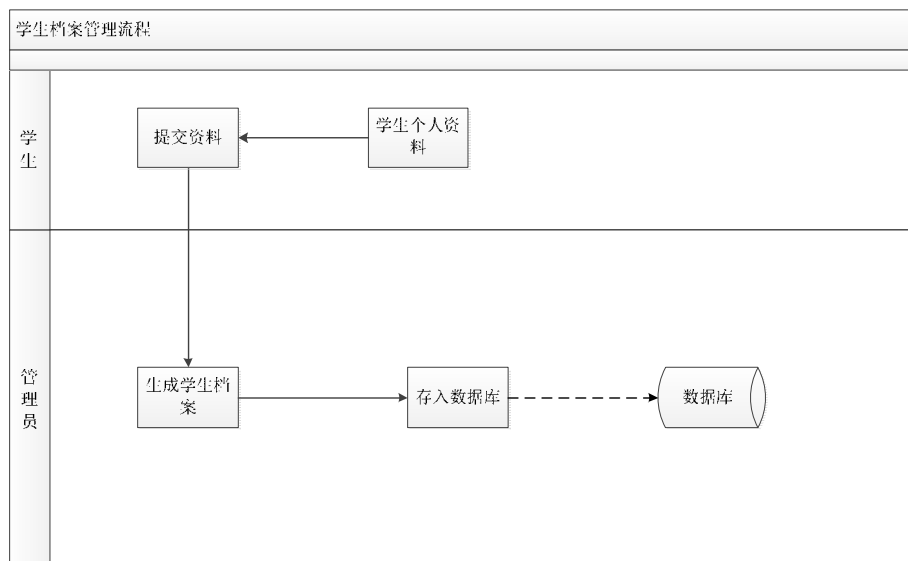 学生档案管理流程
学
生
提交资料
学生个人资
料
管
理
员
生成学生档
案
存入数据库
数据库